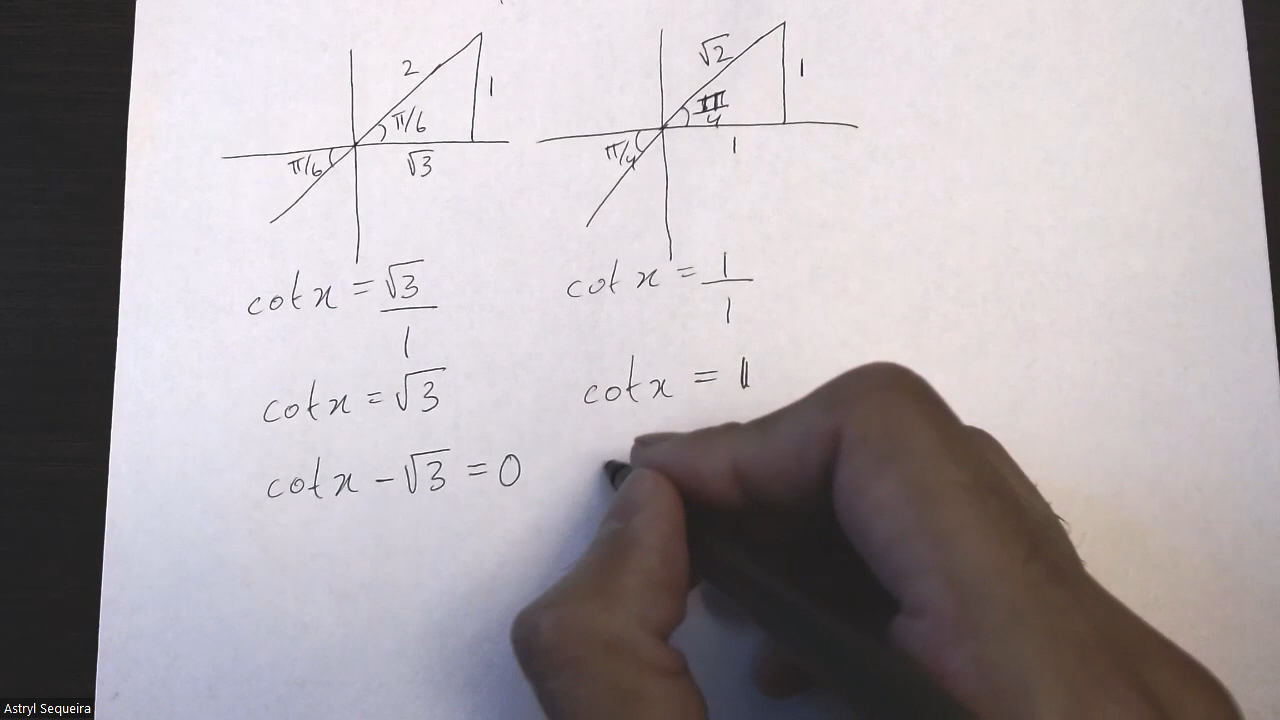 2
1
π/6
π/6
√3
√2
1
π/4
π/4
1
cot x = √3/1
cot x = √3
cot x - √3 = 0
cot x = 1/1
cot x = 1
Astryl Sequeira